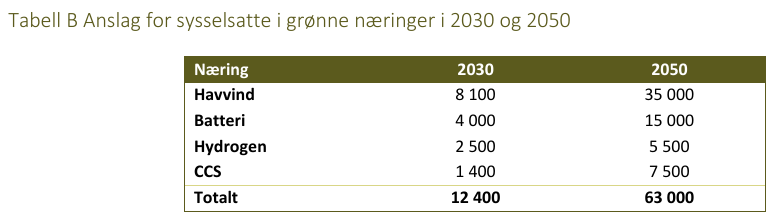 Tabell B Anslag for sysselsatte i grønne næringer i 2030 og 2050
Næring 2030 2050
Havvind 8 100 35 000
Batteri 4 000 15 000
Hydrogen 2 500 5 500
CCS 1 400 7 500
Totalt 12 400 63 000